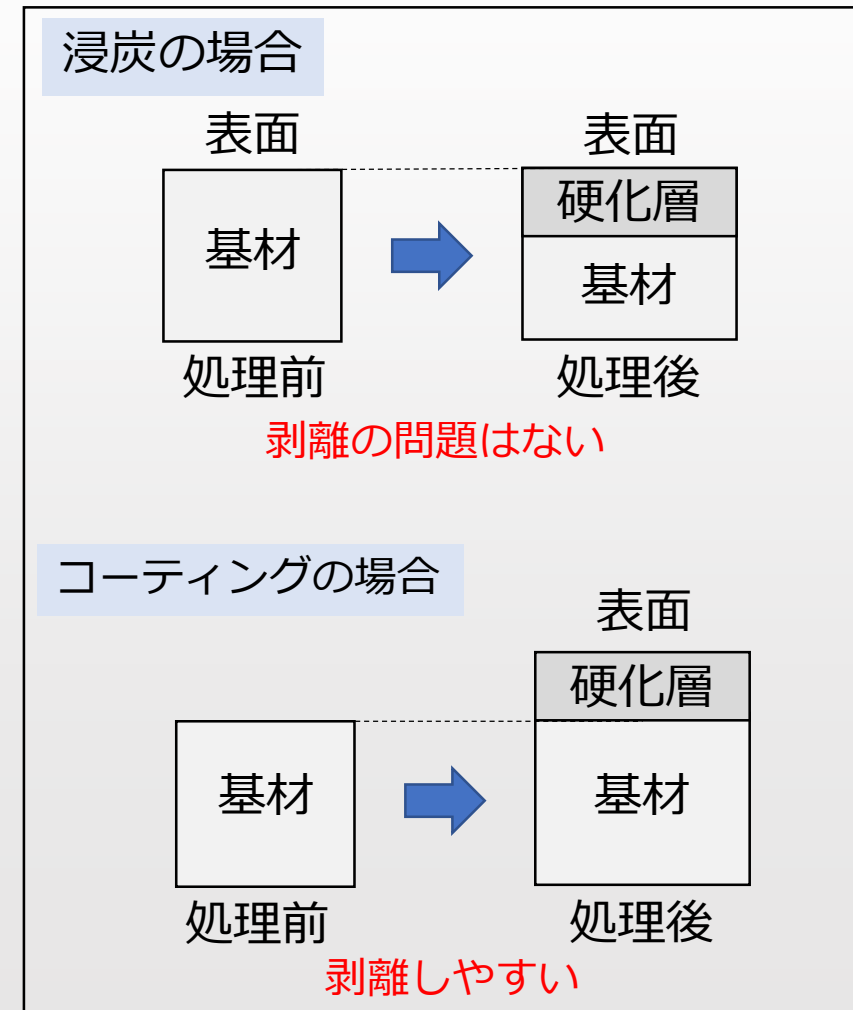 浸炭の場合
表面
表面
基材
硬化層
基材
処理前
処理後
剥離の問題はない
コーティングの場合
表面
硬化層
基材
基材
処理前
処理後
剥離しやすい